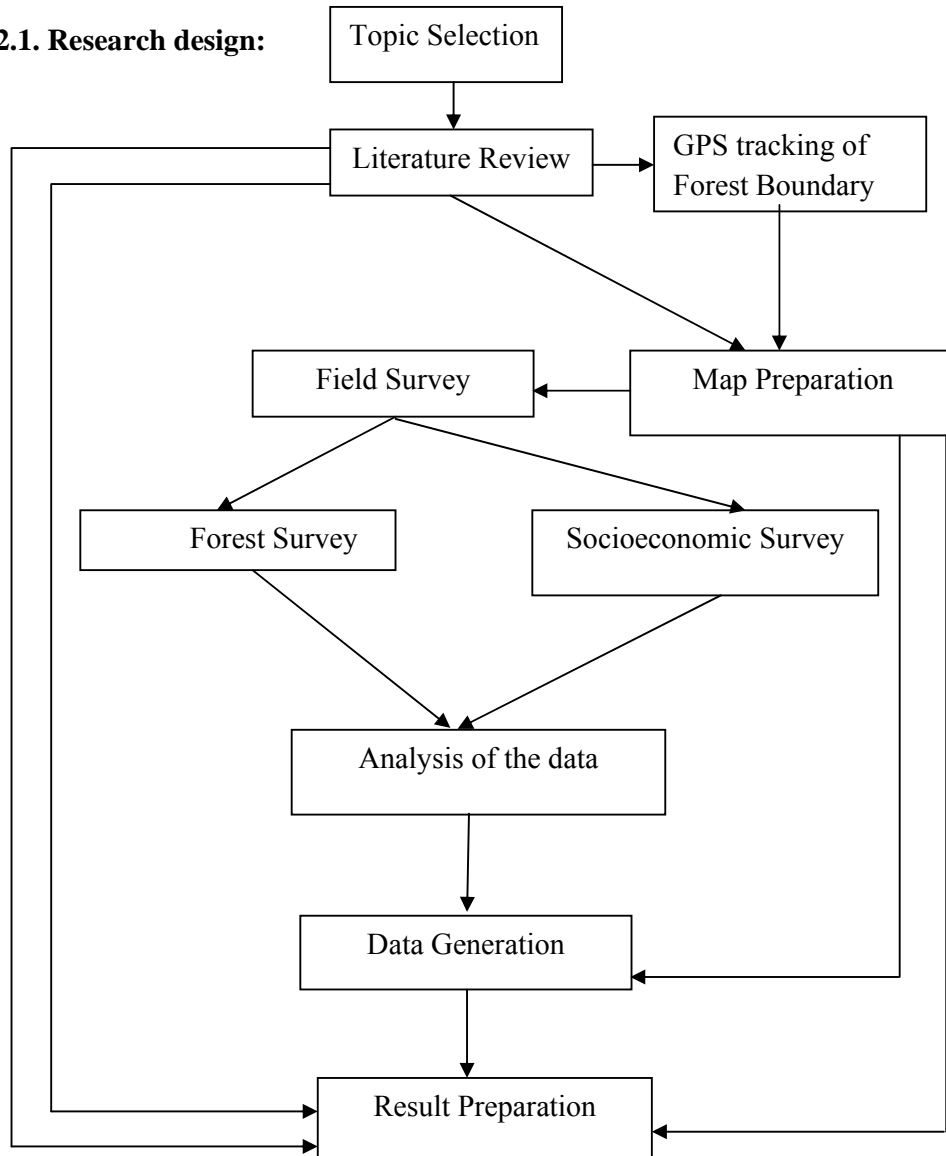 2.1. Research design:
Topic Selection
Literature Review
GPS tracking of
Forest Boundary
Field Survey
Map Preparation
Forest Survey
Socioeconomic Survey
Analysis of the data
Data Generation
Result Preparation